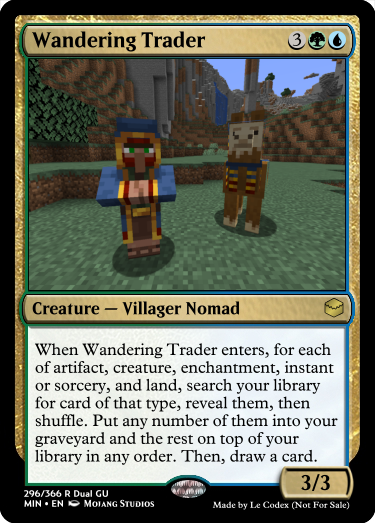 Wandering Trader 3
Creature — Villager Nomad
When Wandering Trader enters, for each
of artifact, creature, enchantment, instant
or sorcery, and land, search your library
for card of that type, reveal them, then
shuffle. Put any number of them into your
graveyard and the rest on top of your
library in any order. Then, draw a card.
3/3
296/366 R Dual GU
MIN • EN Mojang Studios
Made by Le Codex (Not For Sale)